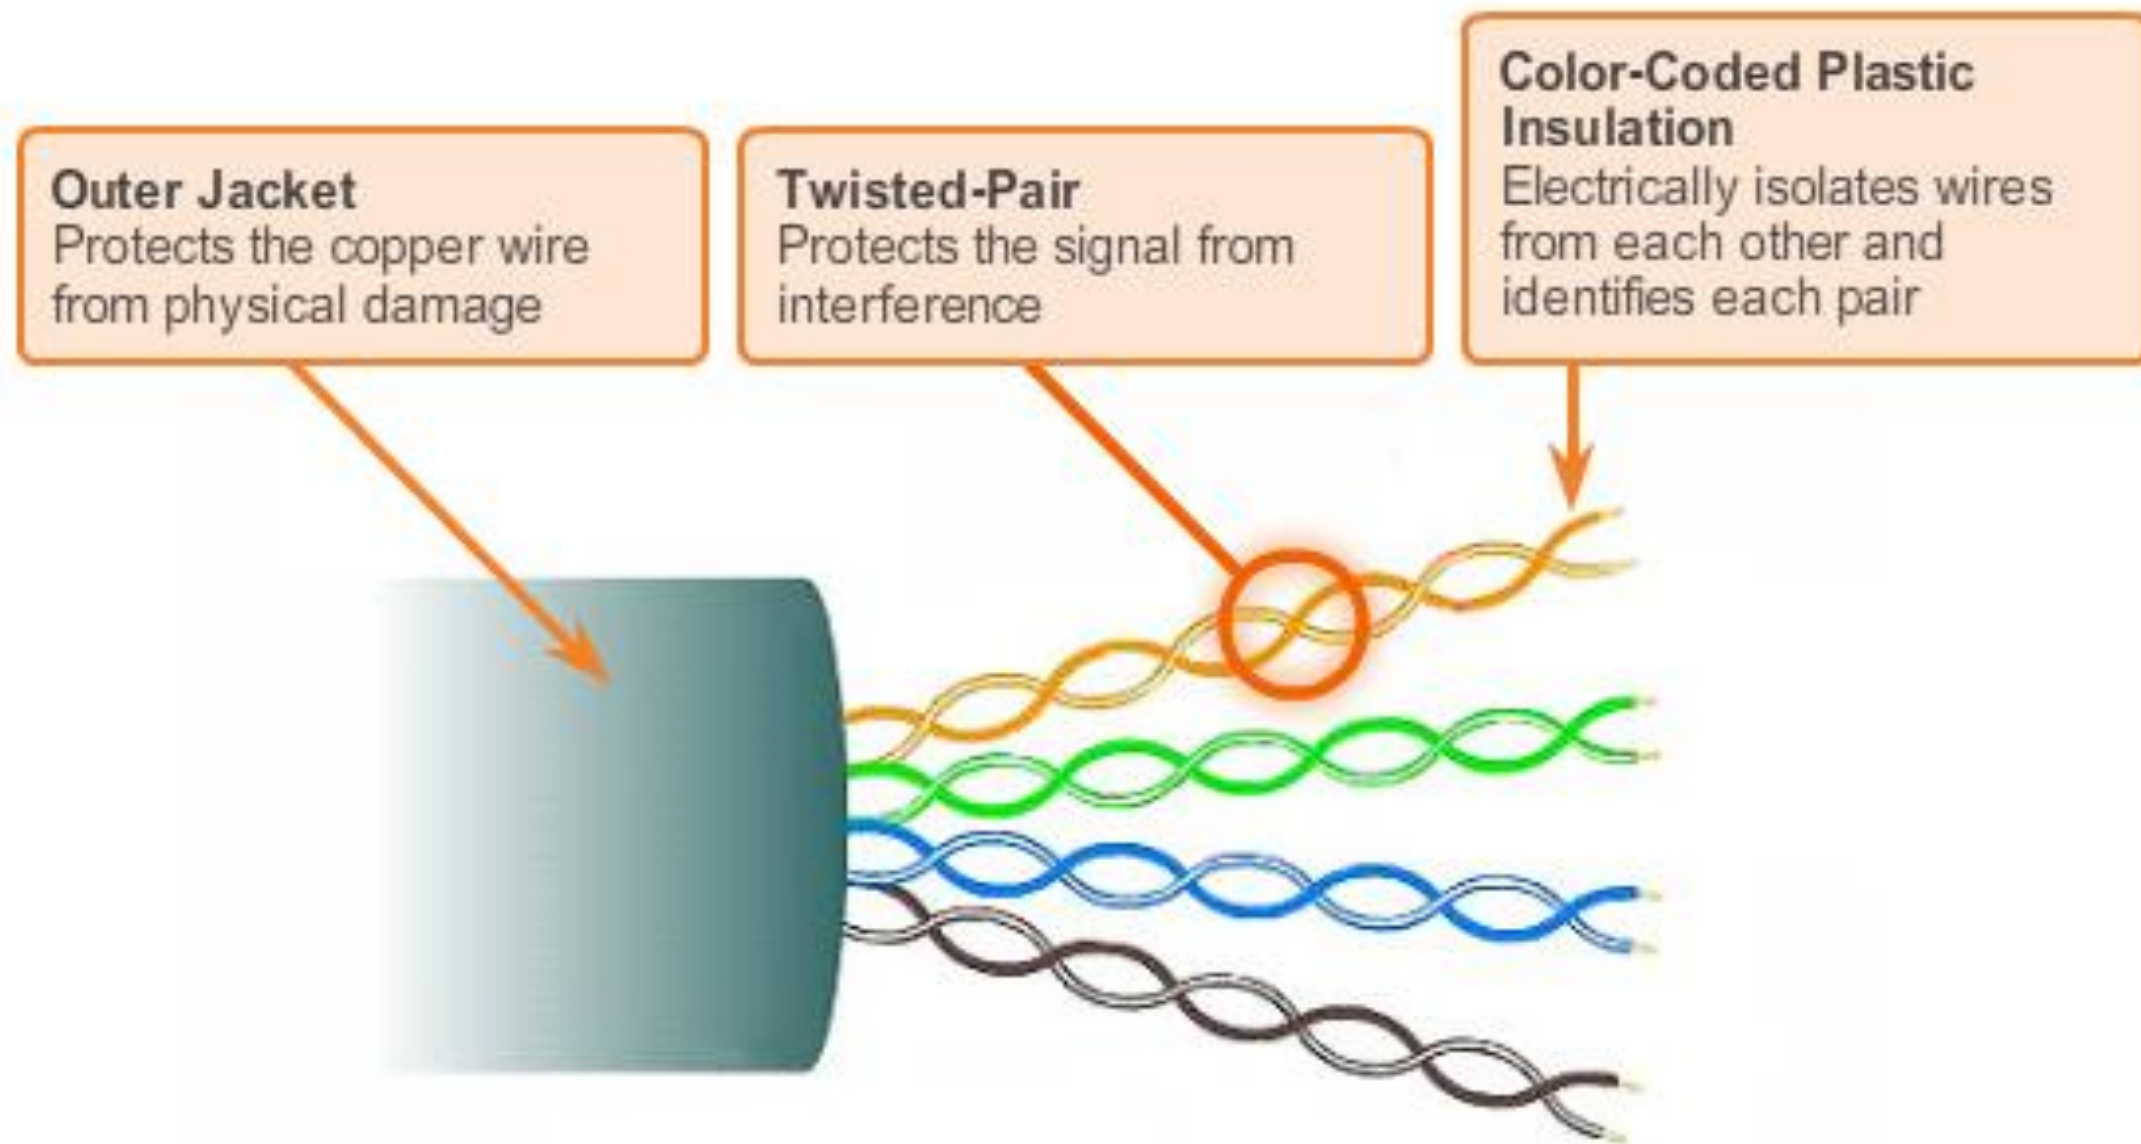 Outer Jacket
Protects the copper wire
from physical damage
Twisted-Pair
Protects the signal from
interference
Color-Coded Plastic
Insulation
Electrically isolates wires
from each other and
identifies each pair